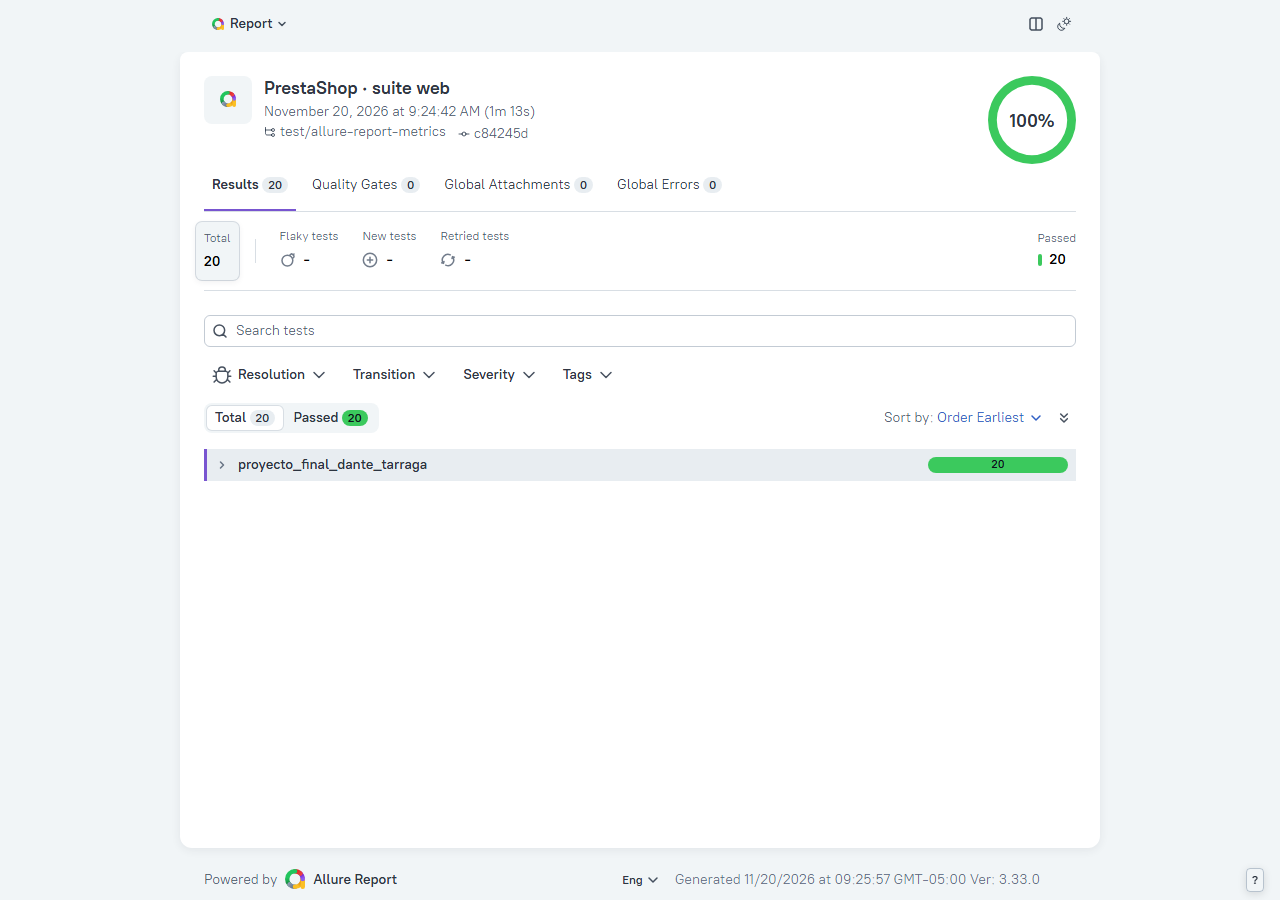 Report
PrestaShop · suite web
November 20, 2026 at 9:24:42 AM (1m 13s)
test/allure-report-metrics c84245d
100%
Results 20 Quality Gates 0 Global Attachments 0 Global Errors 0
Total Flaky tests New tests Retried tests Passed
20 - - - 20
Search tests
Resolution Transition Severity Tags
Total 20 Passed 20 Sort by: Order Earliest
proyecto_final_dante_tarraga 20
Powered by Allure Report Eng Generated 11/20/2026 at 09:25:57 GMT-05:00 Ver: 3.33.0 ?